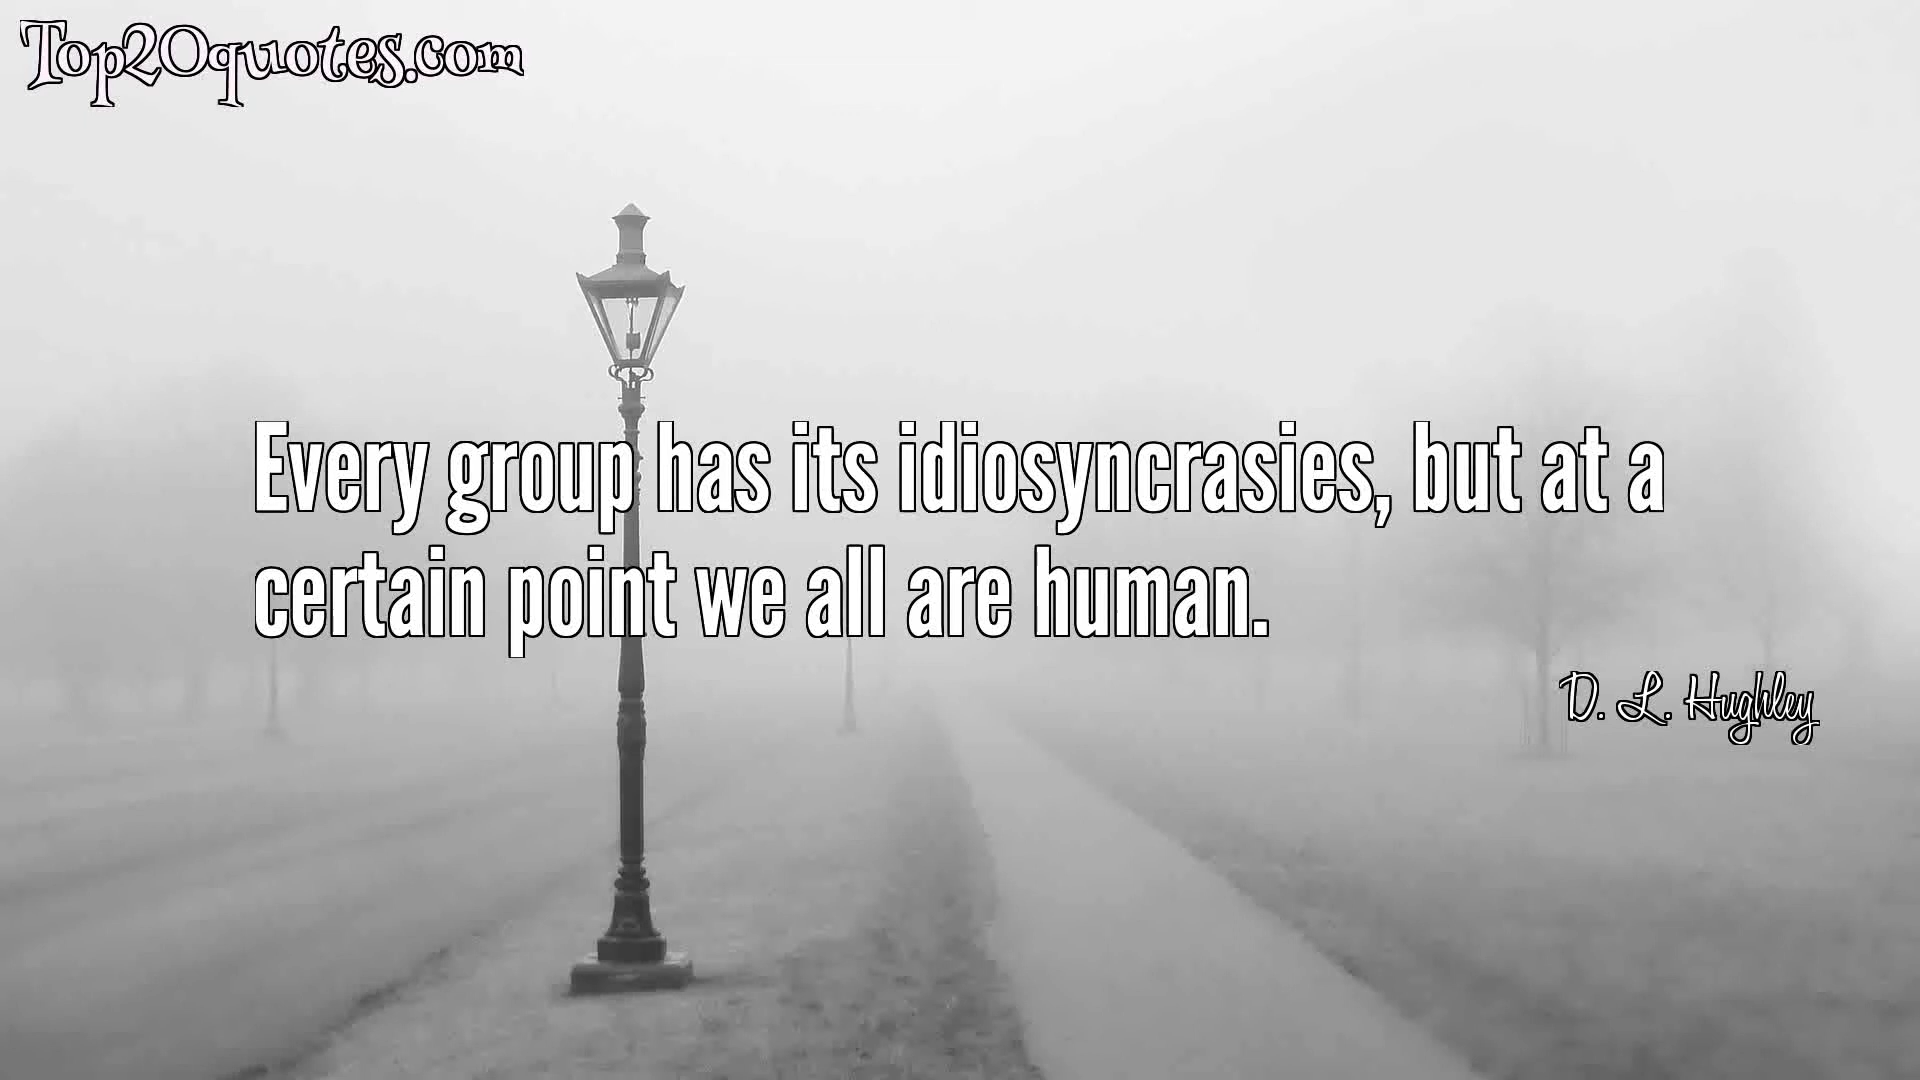 Top20quotes.com
Every group has its idiosyncrasies, but at a
certain point we all are human.
D. L. Hughley